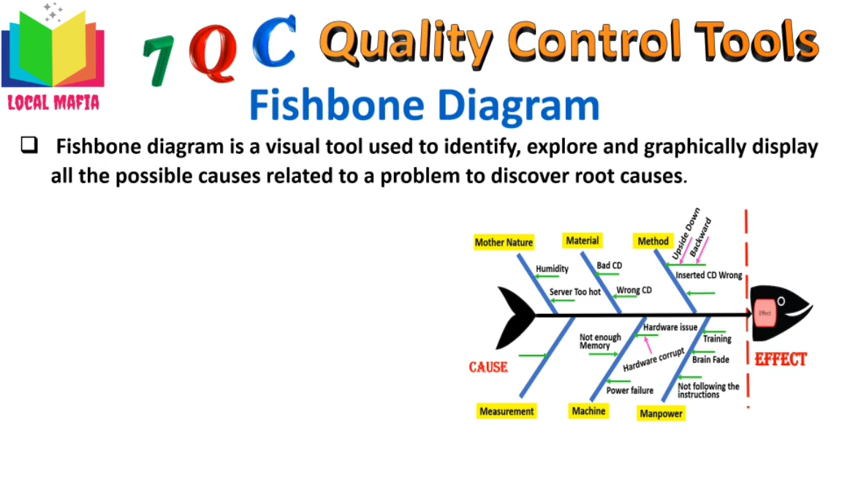 7 Q C Quality Control Tools
LOCAL MAFIA
Fishbone Diagram
Fishbone diagram is a visual tool used to identify, explore and graphically display
all the possible causes related to a problem to discover root causes.
Mother Nature
Material
Method
Upside Down
Backward
Humidity
Bad CD
Inserted CD Wrong
Server Too hot
Wrong CD
Effect
Hardware issue
Not enough
Memory
Training
Hardware corrupt
Brain Fade
CAUSE
EFFECT
Power failure
Not following the
instructions
Measurement
Machine
Manpower